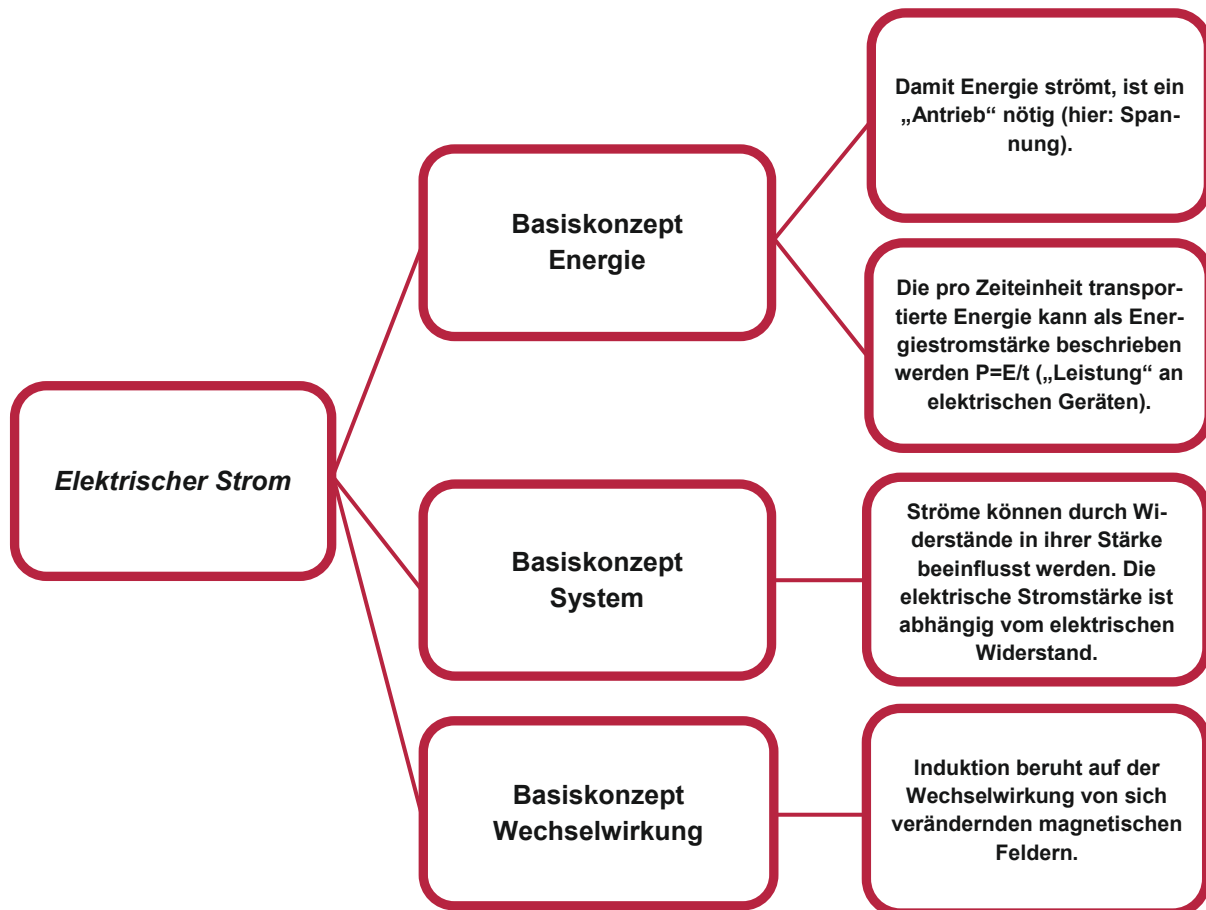 Elektrischer Strom
Basiskonzept
Energie
Damit Energie strömt, ist ein
„Antrieb“ nötig (hier: Span-
nung).
Die pro Zeiteinheit transpor-
tierte Energie kann als Ener-
giestromstärke beschrieben
werden P=E/t („Leistung“ an
elektrischen Geräten).
Basiskonzept
System
Ströme können durch Wi-
derstände in ihrer Stärke
beeinflusst werden. Die
elektrische Stromstärke ist
abhängig vom elektrischen
Widerstand.
Basiskonzept
Wechselwirkung
Induktion beruht auf der
Wechselwirkung von sich
verändernden magnetischen
Feldern.